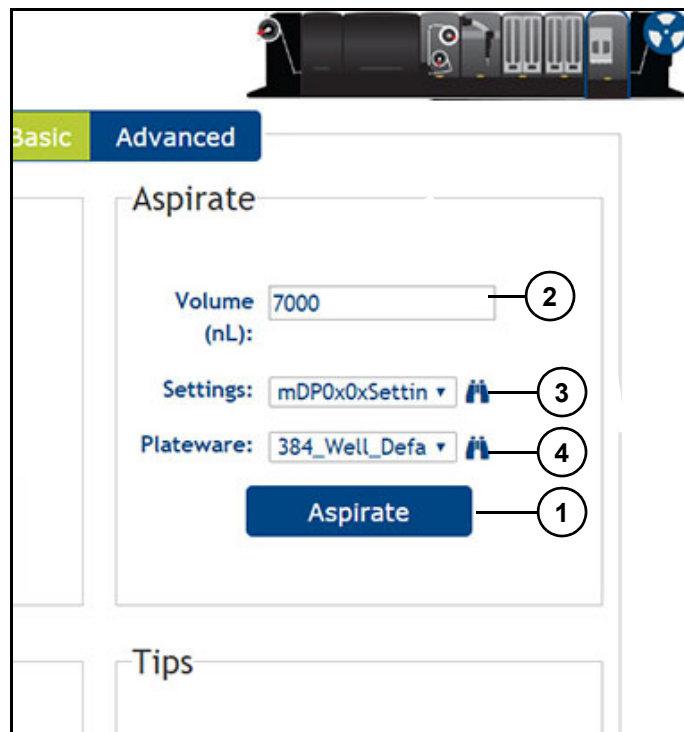 Basic Advanced
Aspirate
Volume
(nL):
7000
2
Settings:
mDP0x0xSettin
3
Plateware:
384_Well_Defa
4
Aspirate
1
Tips